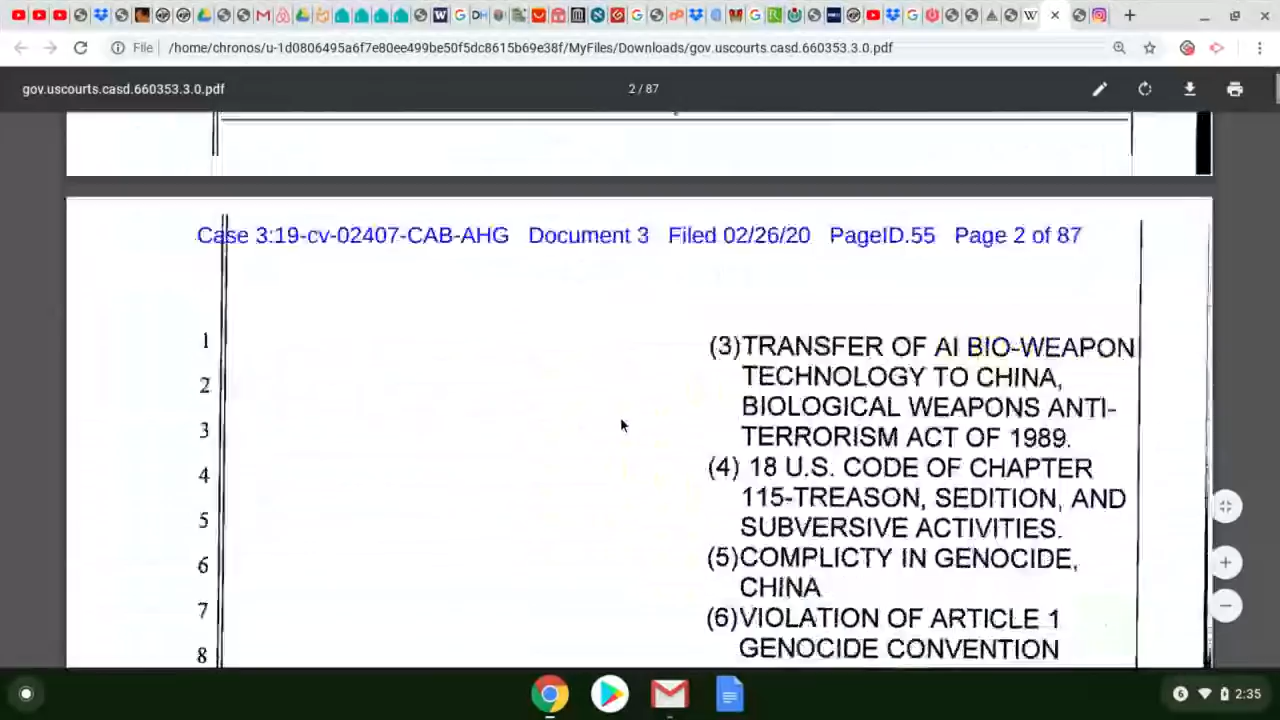 File /home/chronos/u-1d0806495a6f7e80ee499be50f5dc8615b69e38f/MyFiles/Downloads/gov.uscourts.casd.660353.3.0.pdf
gov.uscourts.casd.660353.3.0.pdf 2 / 87
Case 3:19-cv-02407-CAB-AHG Document 3 Filed 02/26/20 PageID.55 Page 2 of 87
1 (3)TRANSFER OF AI BIO-WEAPON
2 TECHNOLOGY TO CHINA,
BIOLOGICAL WEAPONS ANTI-
3 TERRORISM ACT OF 1989.
4 (4) 18 U.S. CODE OF CHAPTER
115-TREASON, SEDITION, AND
5 SUBVERSIVE ACTIVITIES.
6 (5)COMPLICTY IN GENOCIDE,
CHINA
7 (6)VIOLATION OF ARTICLE 1
8 GENOCIDE CONVENTION
6 2:35